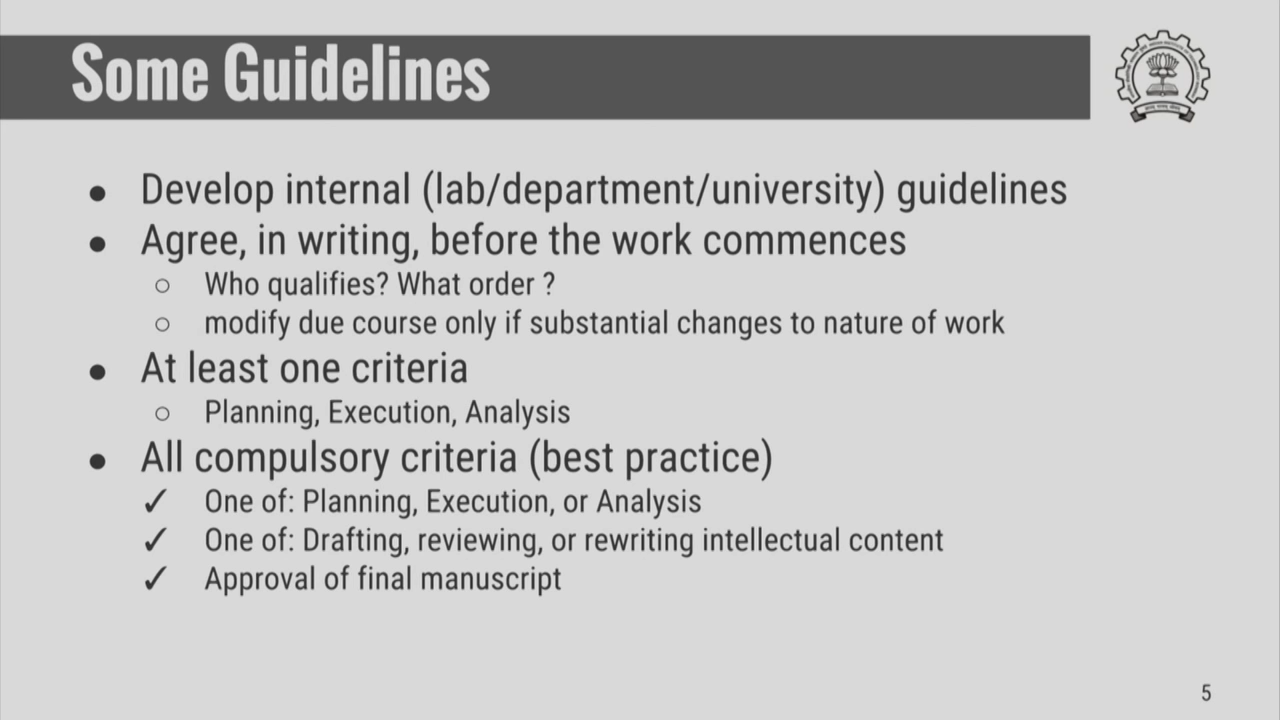 Some Guidelines
● Develop internal (lab/department/university) guidelines
● Agree, in writing, before the work commences
○ Who qualifies? What order ?
○ modify due course only if substantial changes to nature of work
● At least one criteria
○ Planning, Execution, Analysis
● All compulsory criteria (best practice)
✓ One of: Planning, Execution, or Analysis
✓ One of: Drafting, reviewing, or rewriting intellectual content
✓ Approval of final manuscript
5